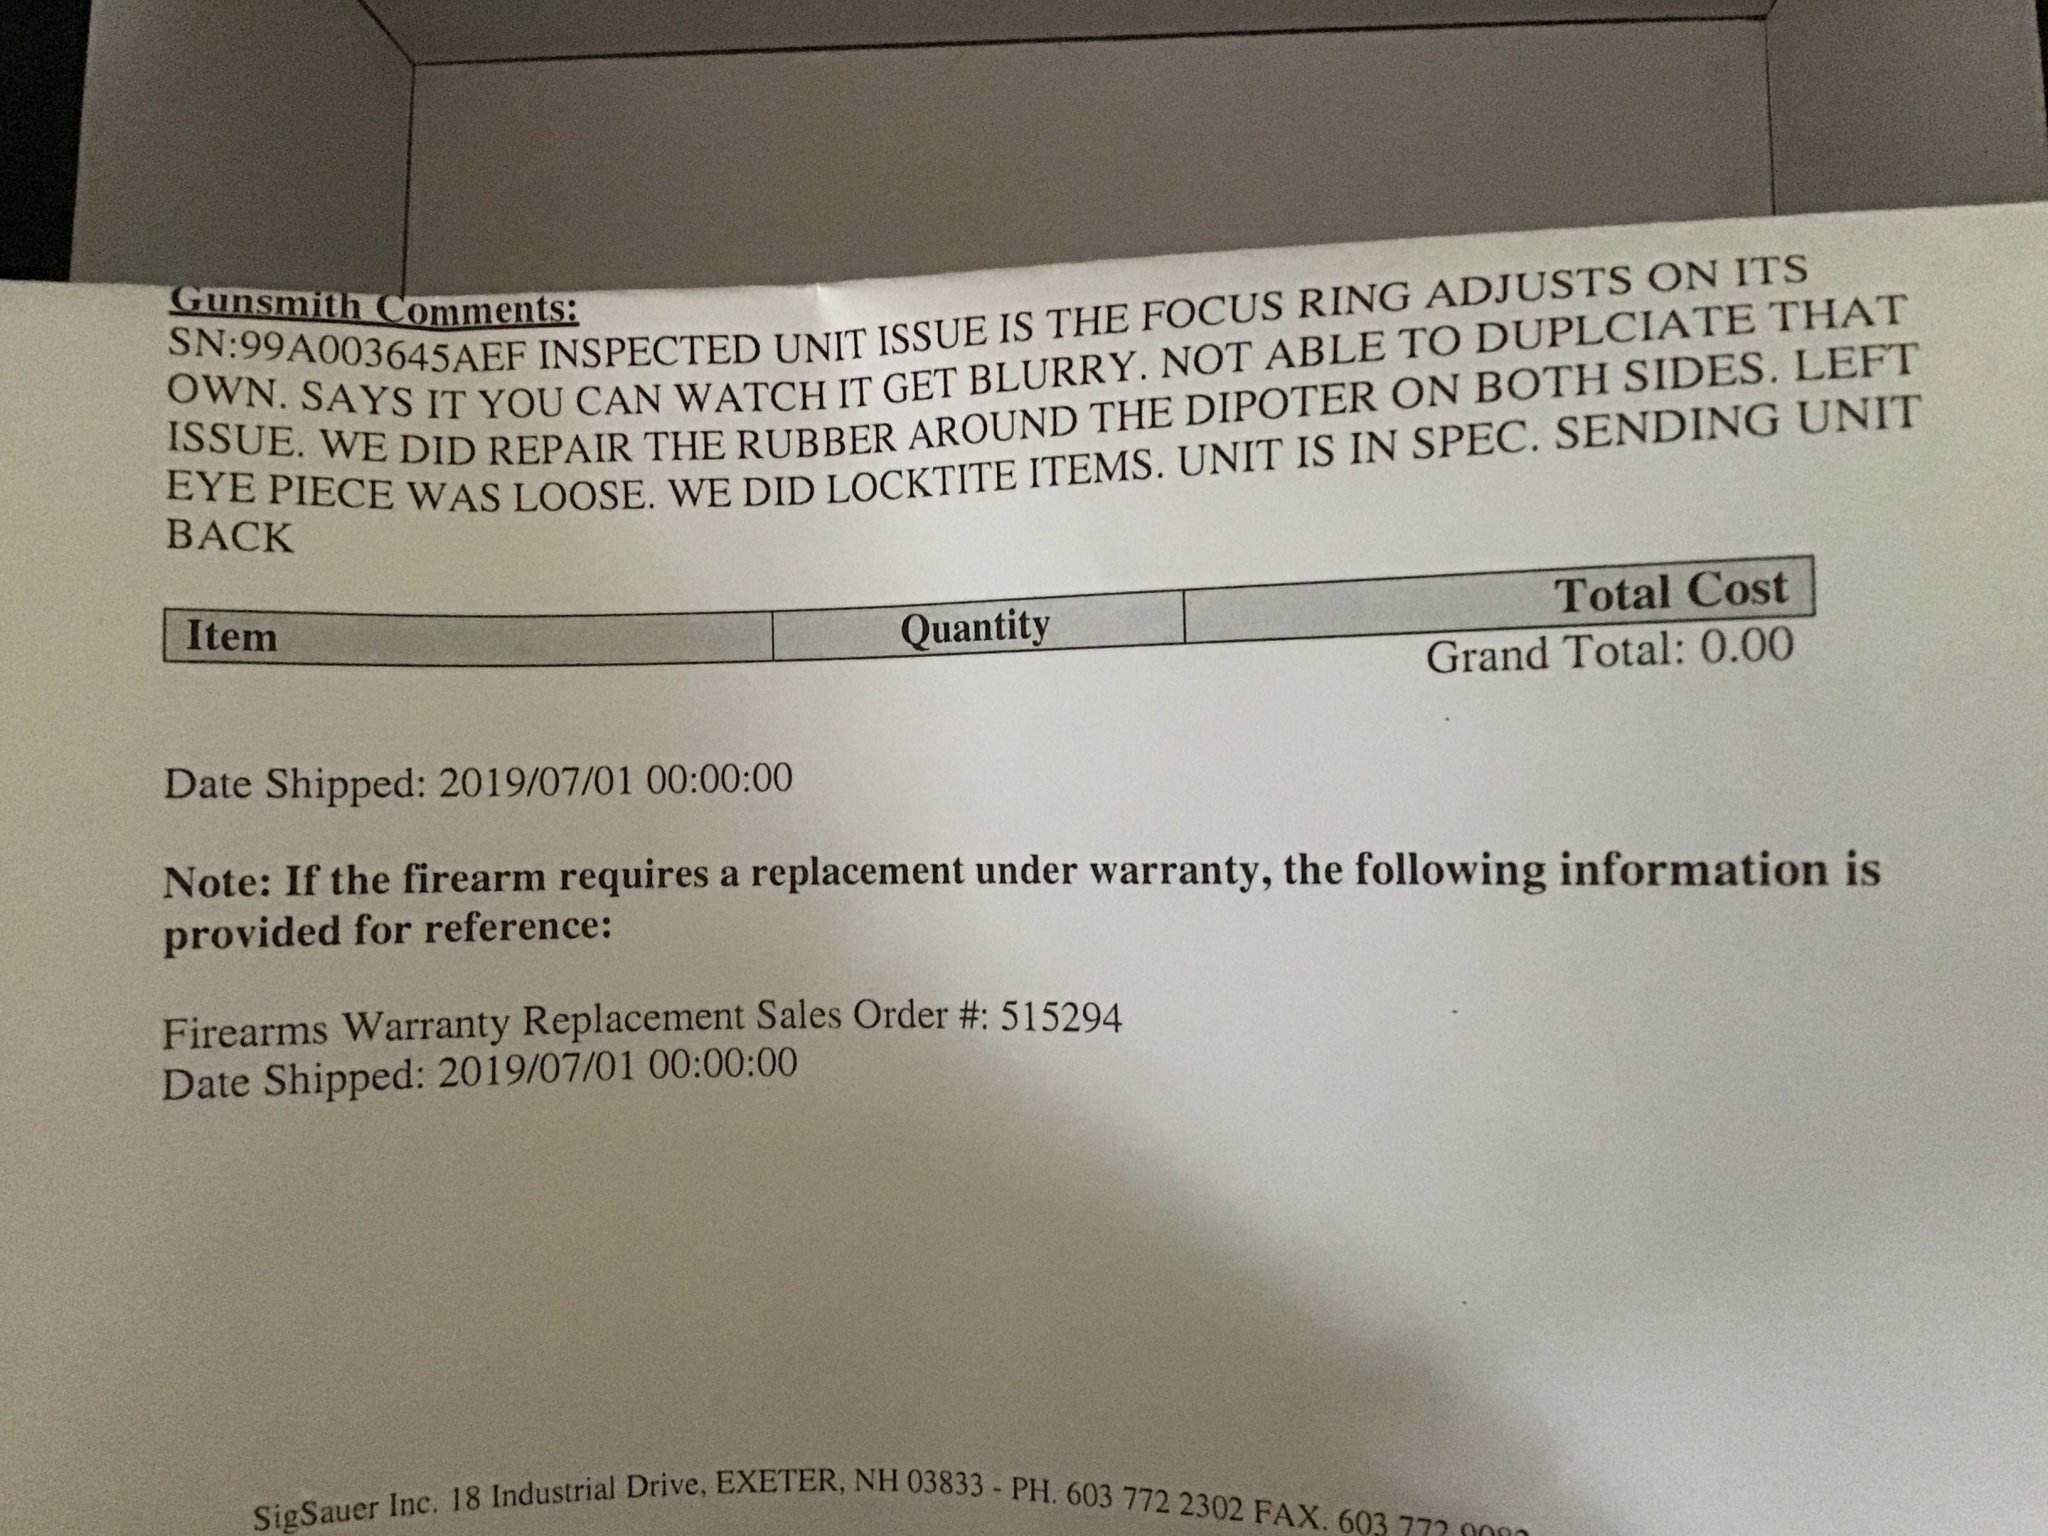 Gunsmith Comments:
SN:99A003645AEF INSPECTED UNIT ISSUE IS THE FOCUS RING ADJUSTS ON ITS
OWN. SAYS IT YOU CAN WATCH IT GET BLURRY. NOT ABLE TO DUPLCIATE THAT
ISSUE. WE DID REPAIR THE RUBBER AROUND THE DIPOTER ON BOTH SIDES. LEFT
EYE PIECE WAS LOOSE. WE DID LOCKTITE ITEMS. UNIT IS IN SPEC. SENDING UNIT
BACK
Item Quantity Total Cost
Grand Total: 0.00
Date Shipped: 2019/07/01 00:00:00
Note: If the firearm requires a replacement under warranty, the following information is
provided for reference:
Firearms Warranty Replacement Sales Order #: 515294
Date Shipped: 2019/07/01 00:00:00
SigSauer Inc. 18 Industrial Drive, EXETER, NH 03833 - PH. 603 772 2302 FAX. 603 772